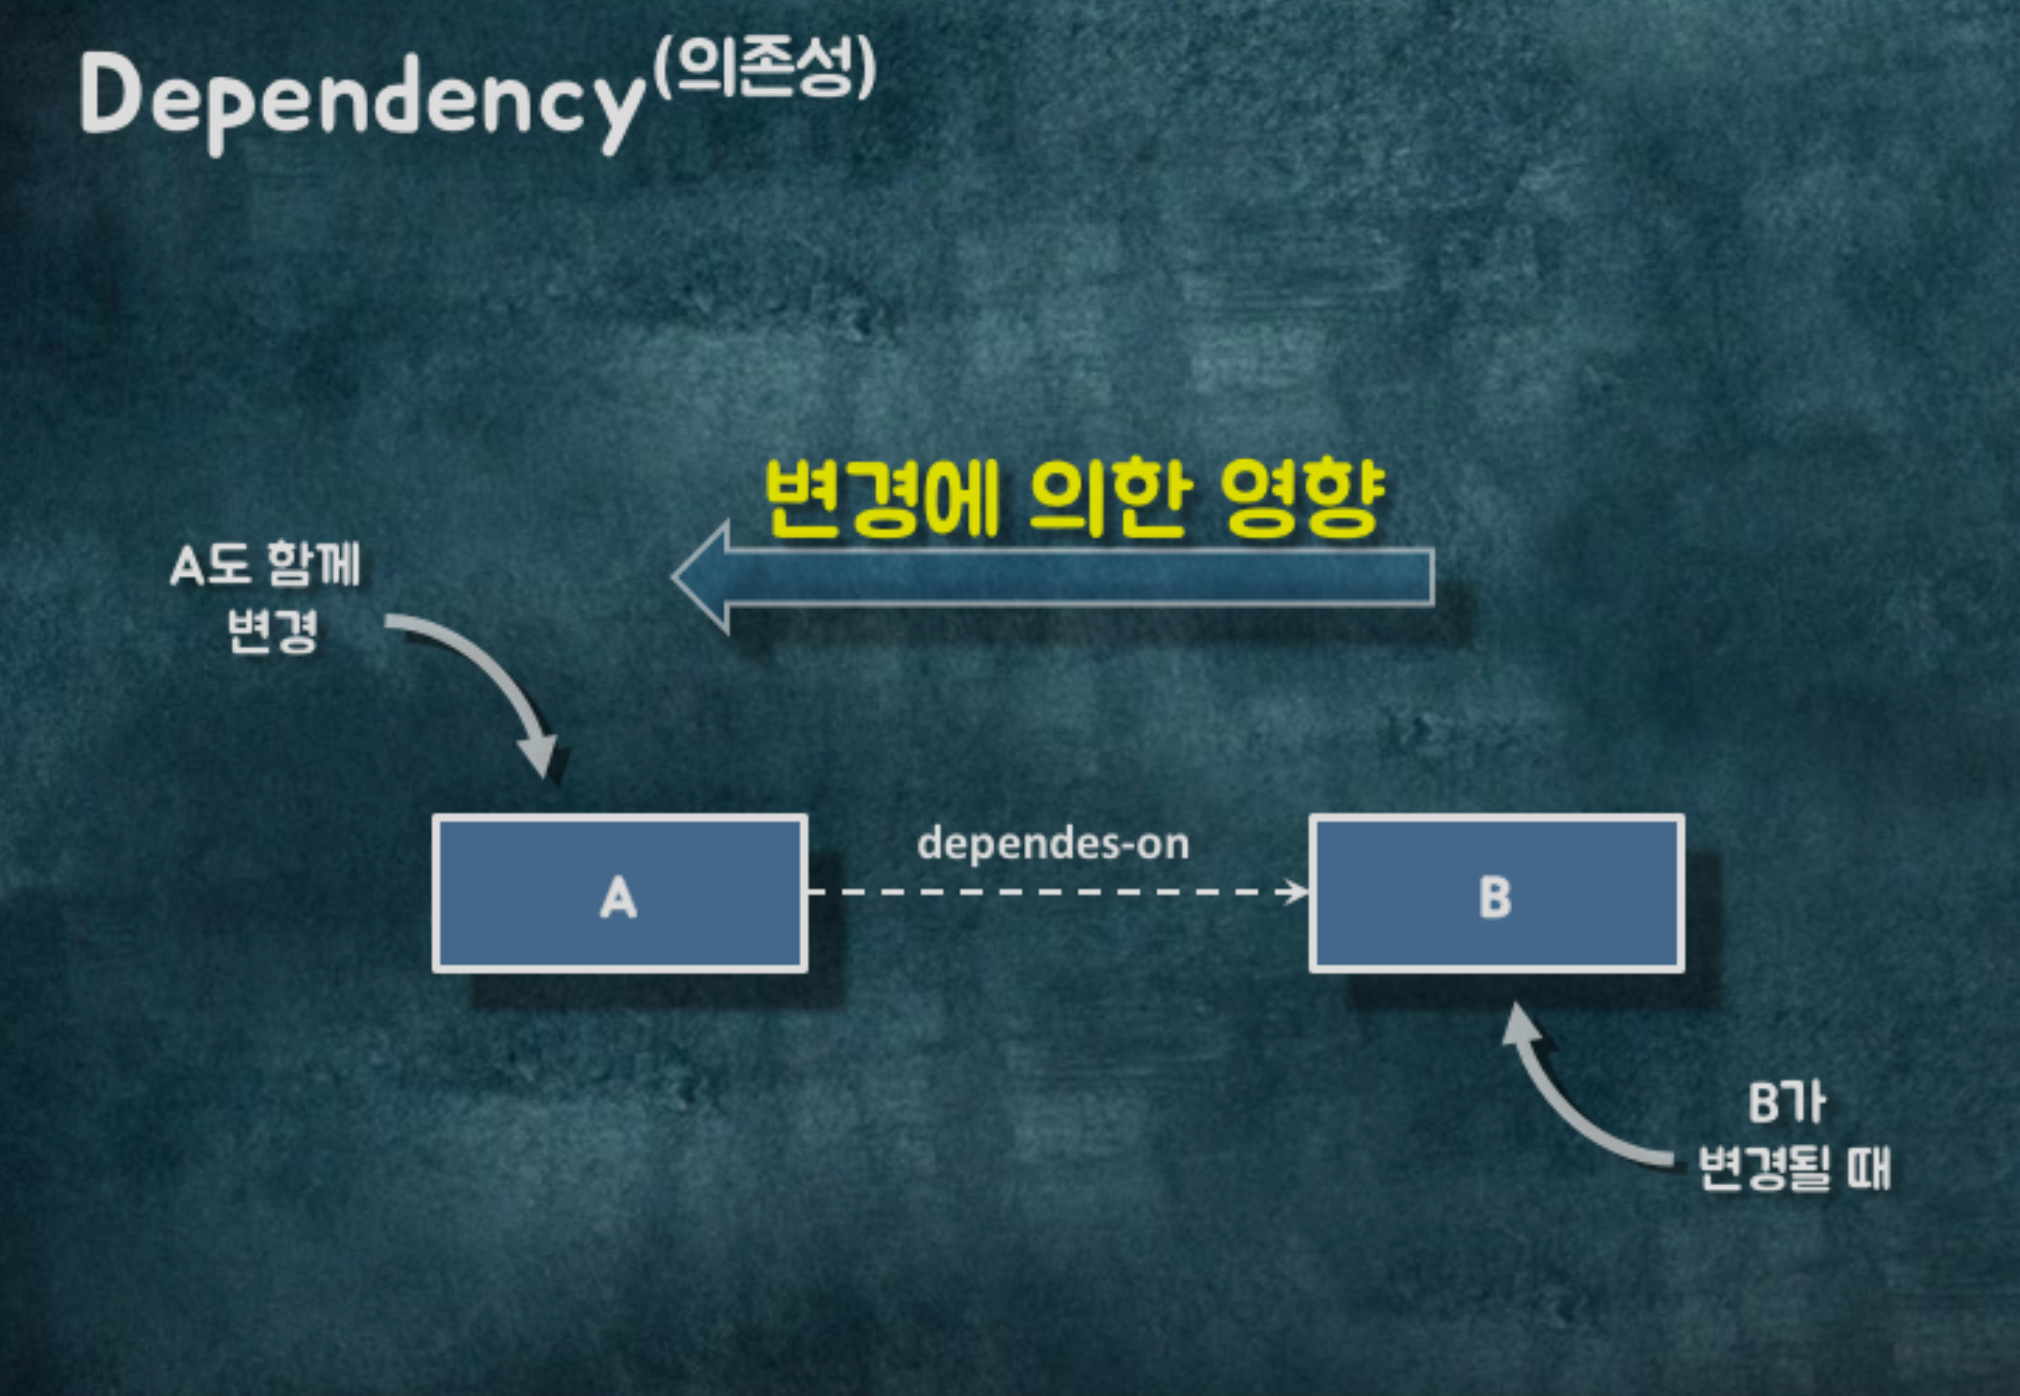 Dependency(의존성)
변경에 의한 영향
A도 함께
변경
dependes-on
A
B
B가
변경될 때